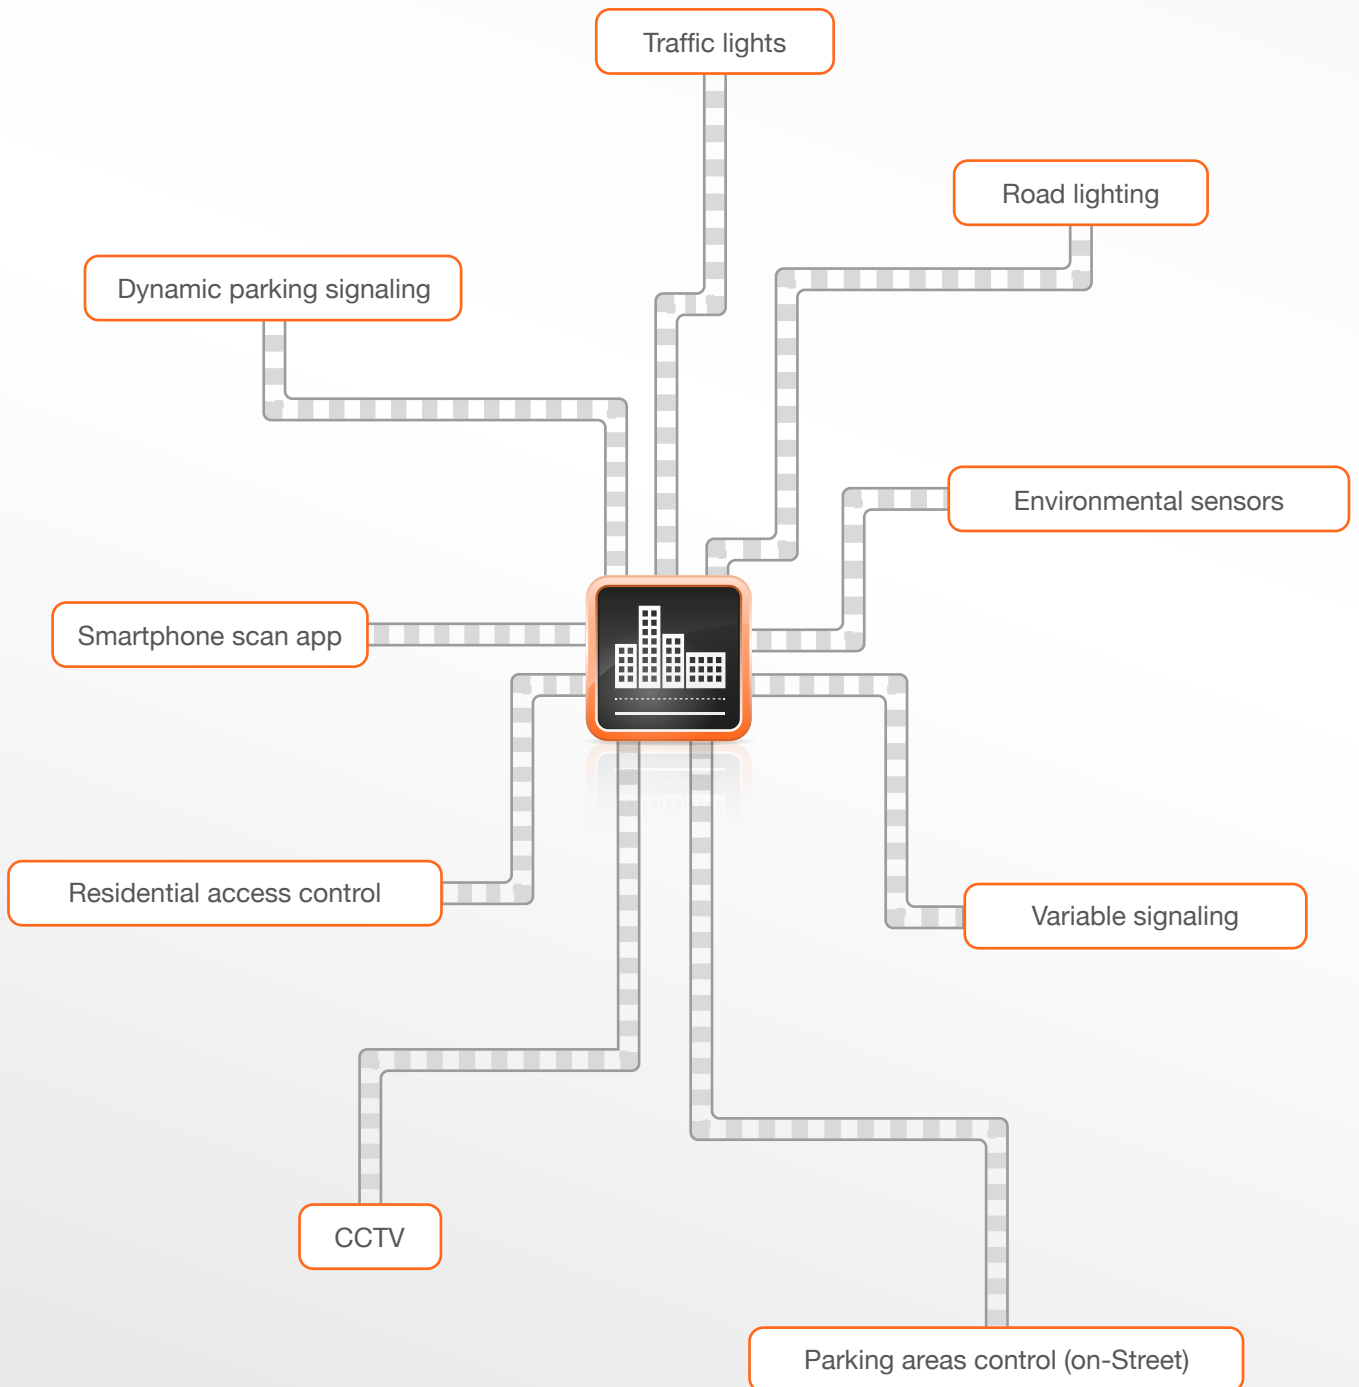 Traffic lights
Road lighting
Dynamic parking signaling
Environmental sensors
Smartphone scan app
Residential access control
Variable signaling
CCTV
Parking areas control (on-Street)